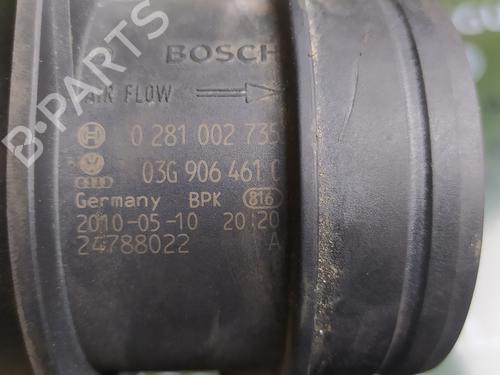 BOSCH
AIR FLOW
0 281 002 735
03G 906 461 C
Germany BPK 816
2010-05-10 20:20
24788022 A
B-PARTS